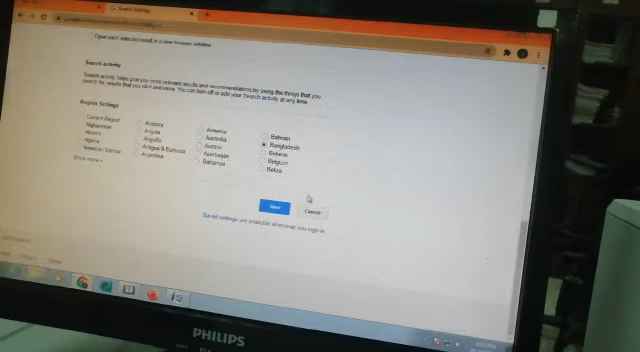 Search Settings
Open each selected result in a new browser window
Search activity
Search activity helps give you more relevant results and recommendations by using the things that you
search for, results that you click and more. You can turn off or edit your Search activity at any time.
Region Settings
Current Region
Afghanistan
Albania
Algeria
American Samoa
Andorra
Angola
Anguilla
Antigua & Barbuda
Argentina
Armenia
Australia
Austria
Azerbaijan
Bahamas
Bahrain
Bangladesh
Belarus
Belgium
Belize
Show more
Save
Cancel
Saved settings are available whenever you sign in.
PHILIPS